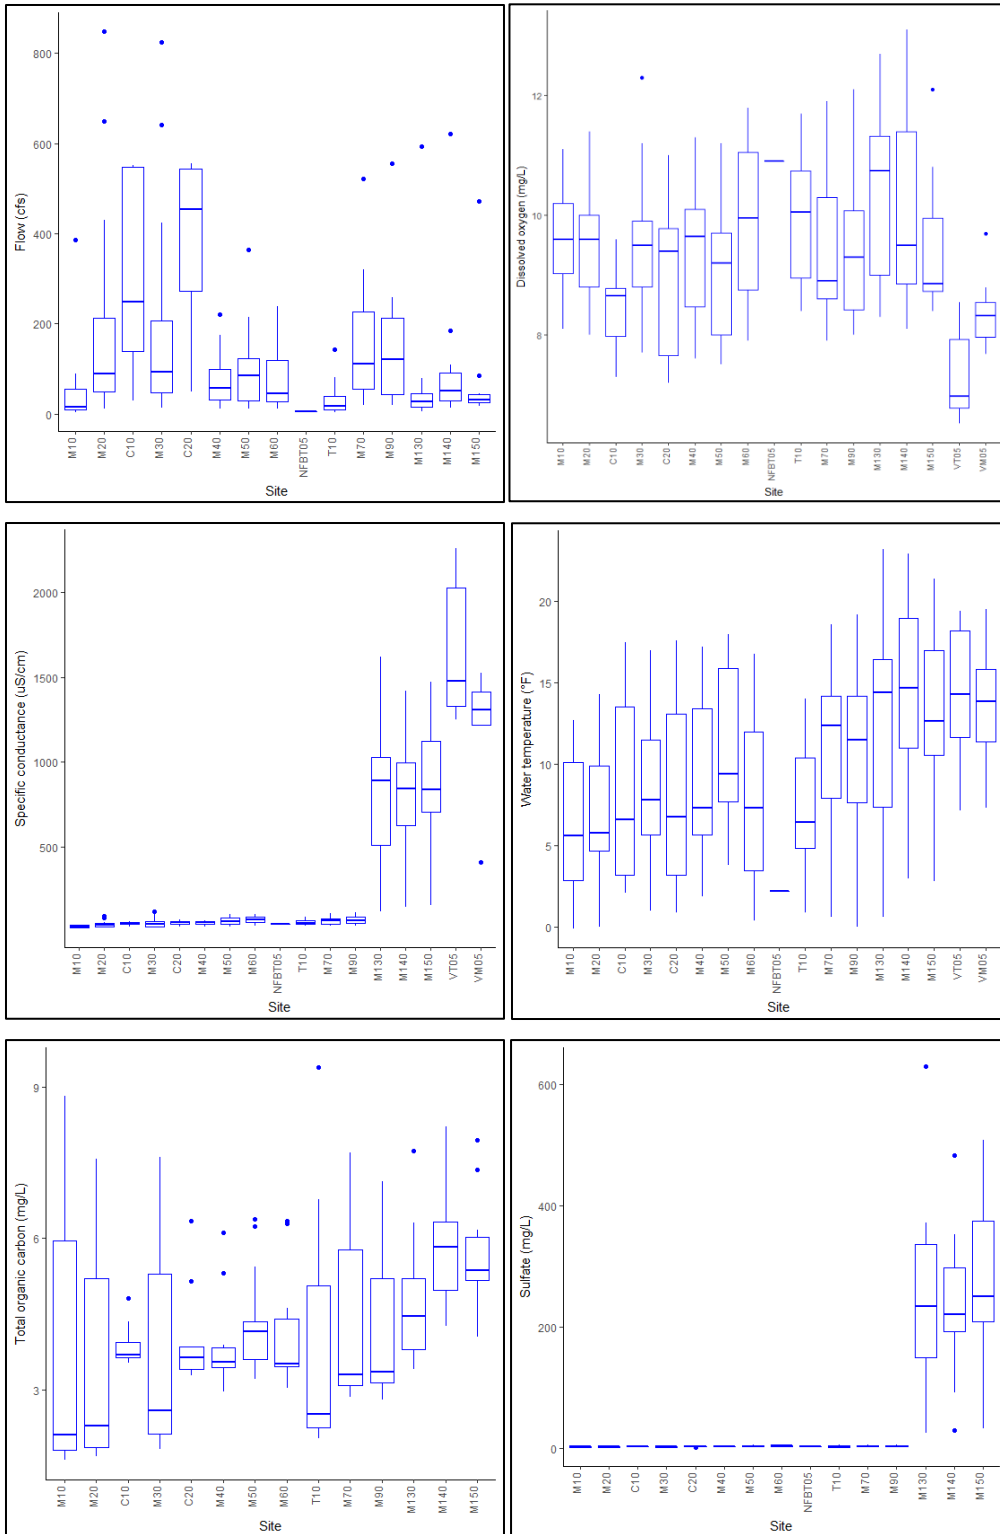 Flow (cfs)
800
600
400
200
0
M10 M20 C10 M30 C20 M40 M50 M60 NFBT05 T10 M70 M90 M130 M140 M150
Site
Dissolved oxygen (mg/L)
12
10
8
M10 M20 C10 M30 C20 M40 M50 M60 NFBT05 T10 M70 M90 M130 M140 M150 VT05 VM05
Site
Specific conductance (uS/cm)
2000
1500
1000
500
M10 M20 C10 M30 C20 M40 M50 M60 NFBT05 T10 M70 M90 M130 M140 M150 VT05 VM05
Site
Water temperature (°F)
20
15
10
5
0
M10 M20 C10 M30 C20 M40 M50 M60 NFBT05 T10 M70 M90 M130 M140 M150 VT05 VM05
Site
Total organic carbon (mg/L)
9
6
3
M10 M20 C10 M30 C20 M40 M50 M60 T10 M70 M90 M130 M140 M150
Site
Sulfate (mg/L)
600
400
200
0
M10 M20 C10 M30 C20 M40 M50 M60 NFBT05 T10 M70 M90 M130 M140 M150
Site